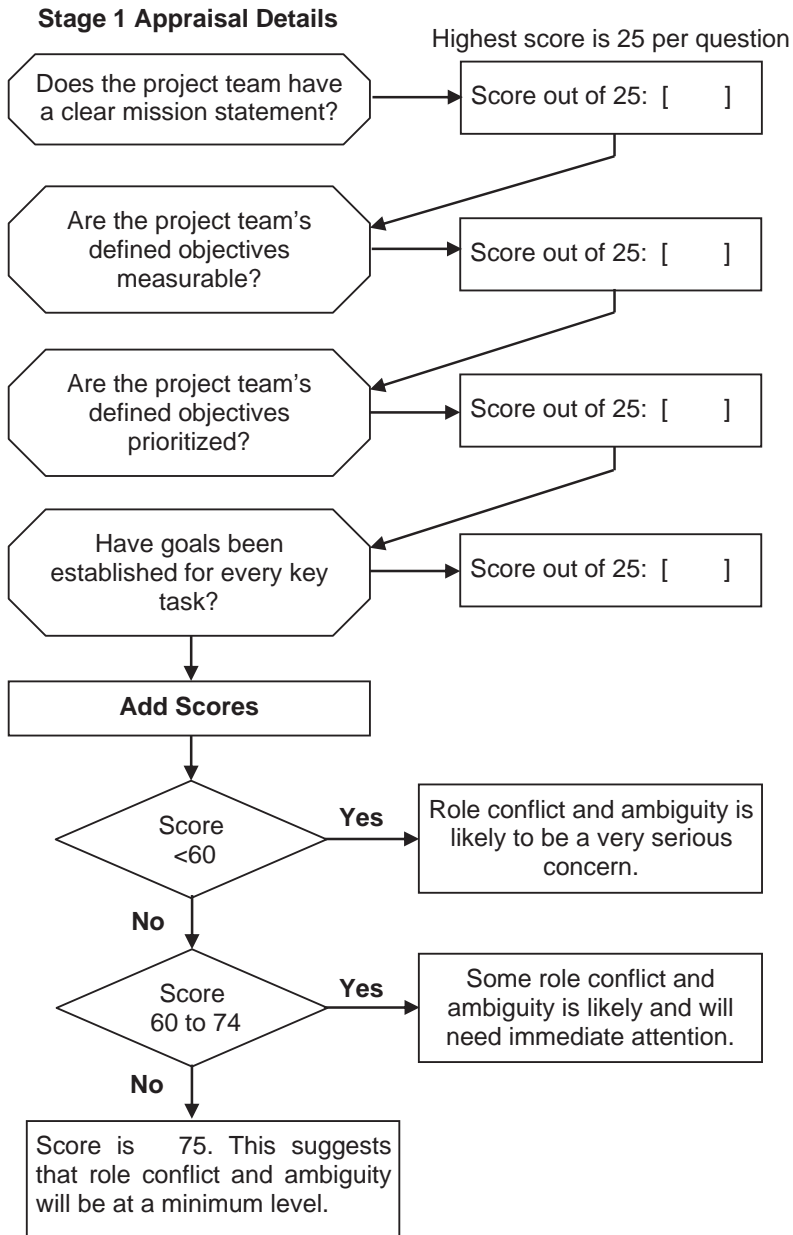 Stage 1 Appraisal Details
Highest score is 25 per question
Does the project team have
a clear mission statement?
Score out of 25: [ ]
Are the project team’s
defined objectives
measurable?
Score out of 25: [ ]
Are the project team’s
defined objectives
prioritized?
Score out of 25: [ ]
Have goals been
established for every key
task?
Score out of 25: [ ]
Add Scores
Score
<60
Yes
Role conflict and ambiguity is
likely to be a very serious
concern.
No
Score
60 to 74
Yes
Some role conflict and
ambiguity is likely and will
need immediate attention.
No
Score is 75. This suggests
that role conflict and ambiguity
will be at a minimum level.